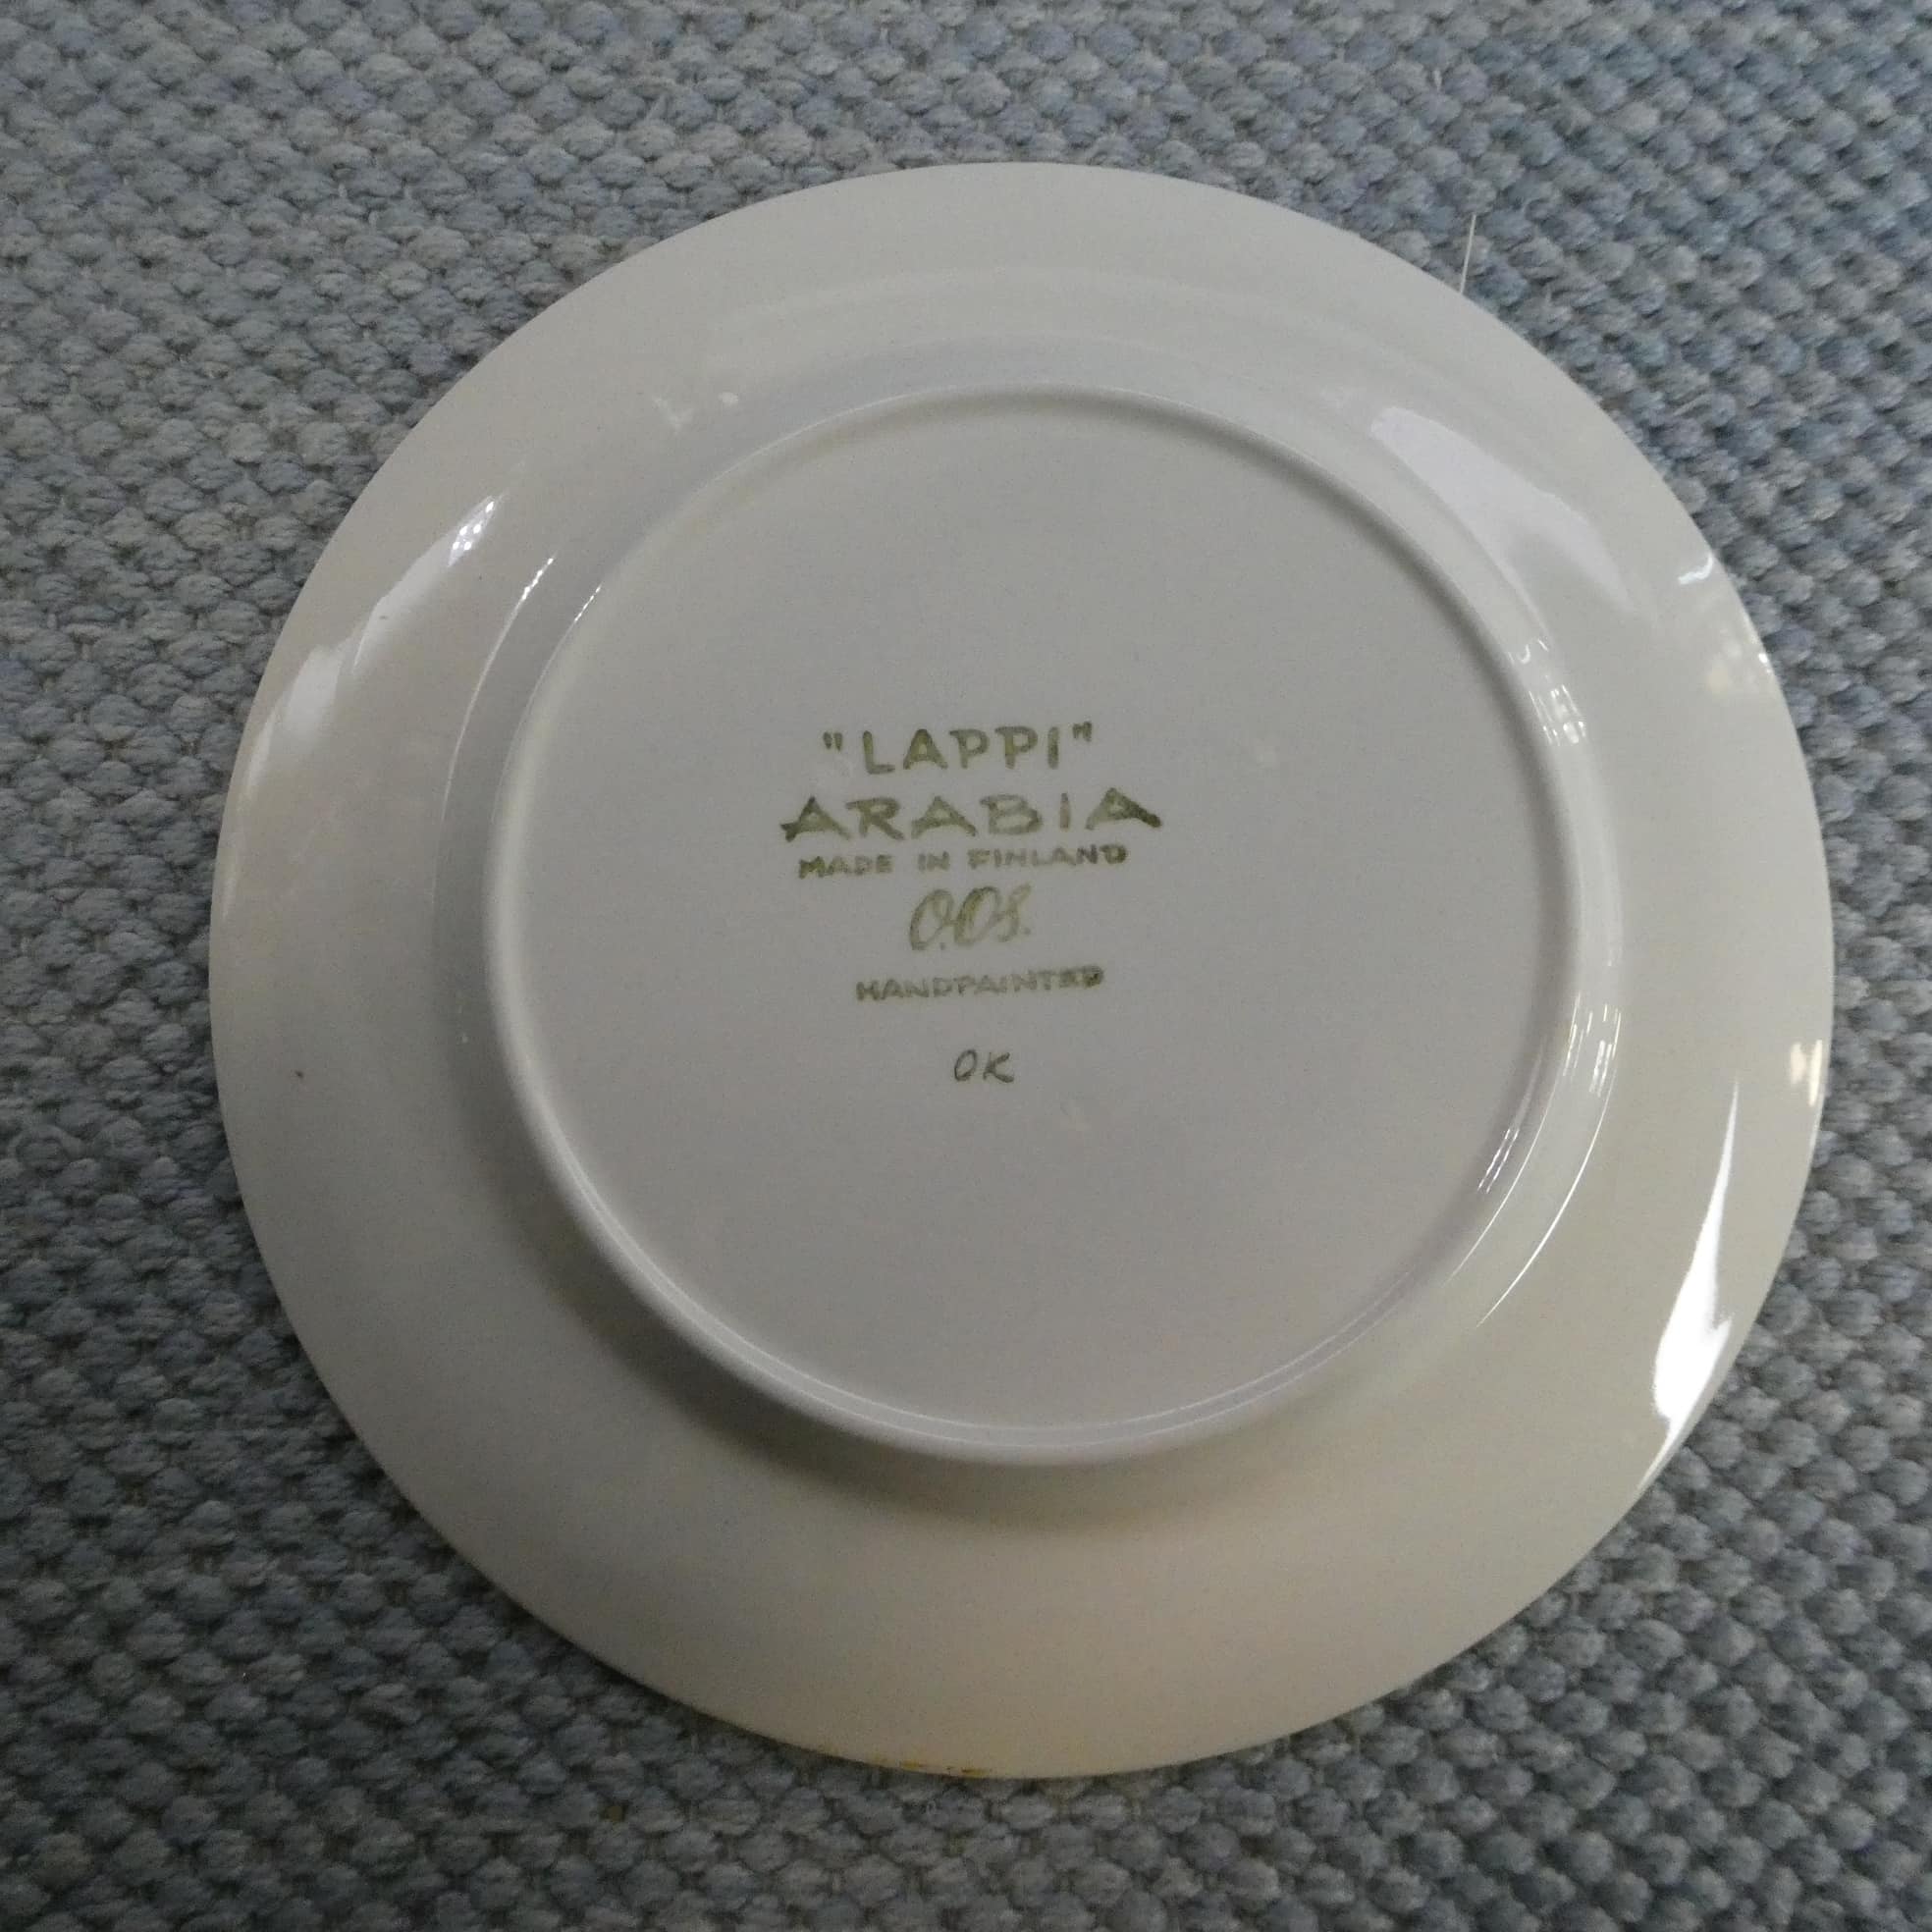 "LAPPI"
ARABIA
MADE IN FINLAND
O.OS.
HANDPAINTED
OK